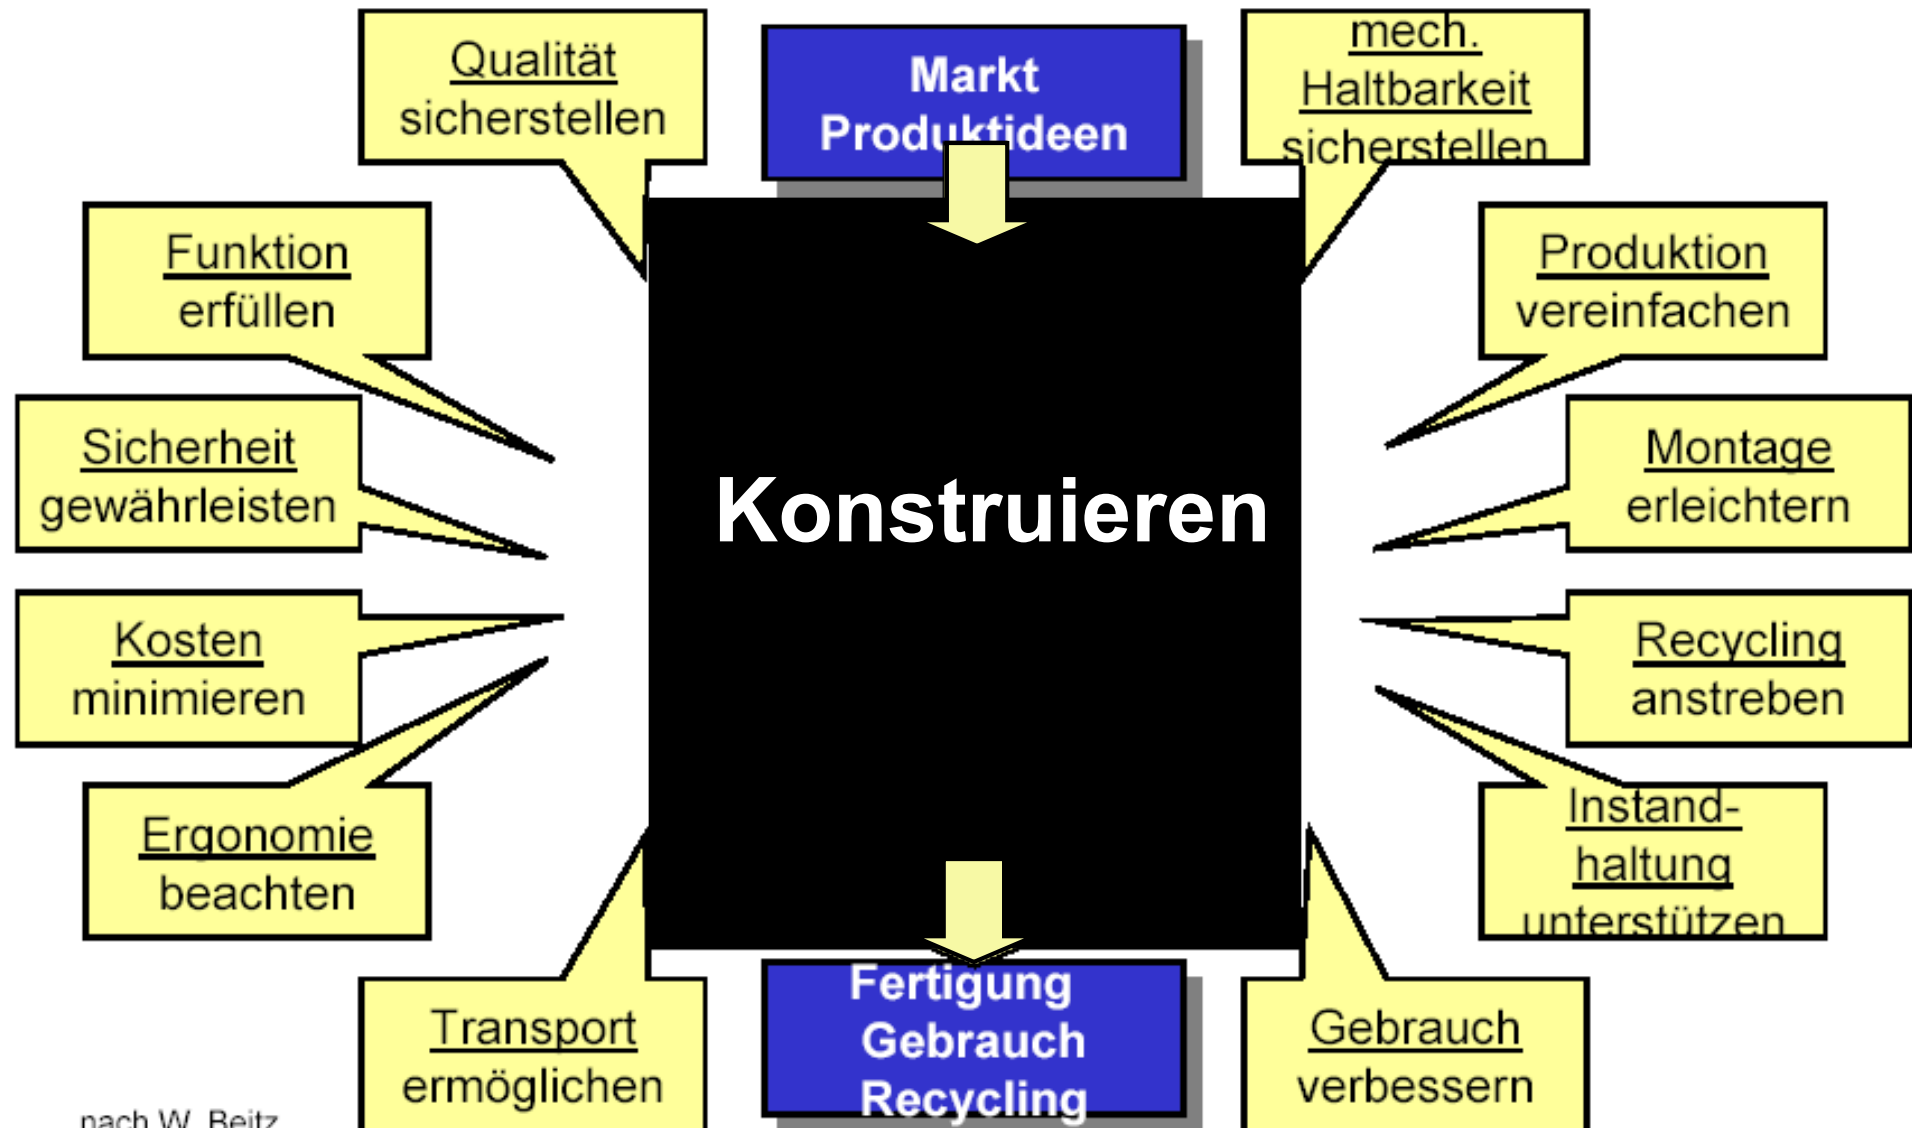 Qualität
sicherstellen
Markt
Produktideen
mech.
Haltbarkeit
sicherstellen
Funktion
erfüllen
Produktion
vereinfachen
Sicherheit
gewährleisten
Konstruieren
Montage
erleichtern
Kosten
minimieren
Recycling
anstreben
Ergonomie
beachten
Instand-
haltung
unterstützen
Transport
ermöglichen
Fertigung
Gebrauch
Recycling
Gebrauch
verbessern
nach W. Beitz